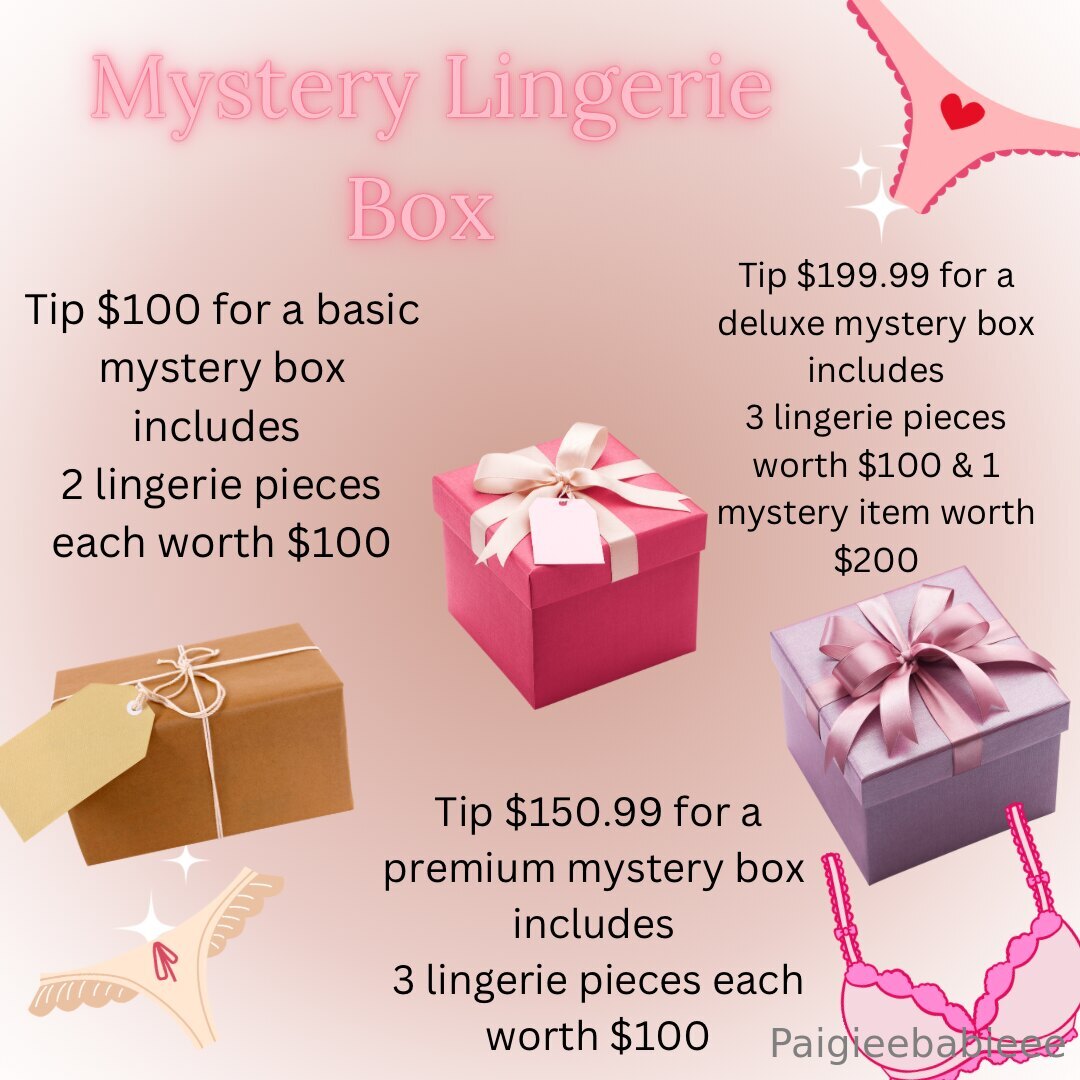 Mystery Lingerie
Box
Tip $100 for a basic
mystery box
includes
2 lingerie pieces
each worth $100
Tip $199.99 for a
deluxe mystery box
includes
3 lingerie pieces
worth $100 & 1
mystery item worth
$200
Tip $150.99 for a
premium mystery box
includes
3 lingerie pieces each
worth $100
Paigieebabieee